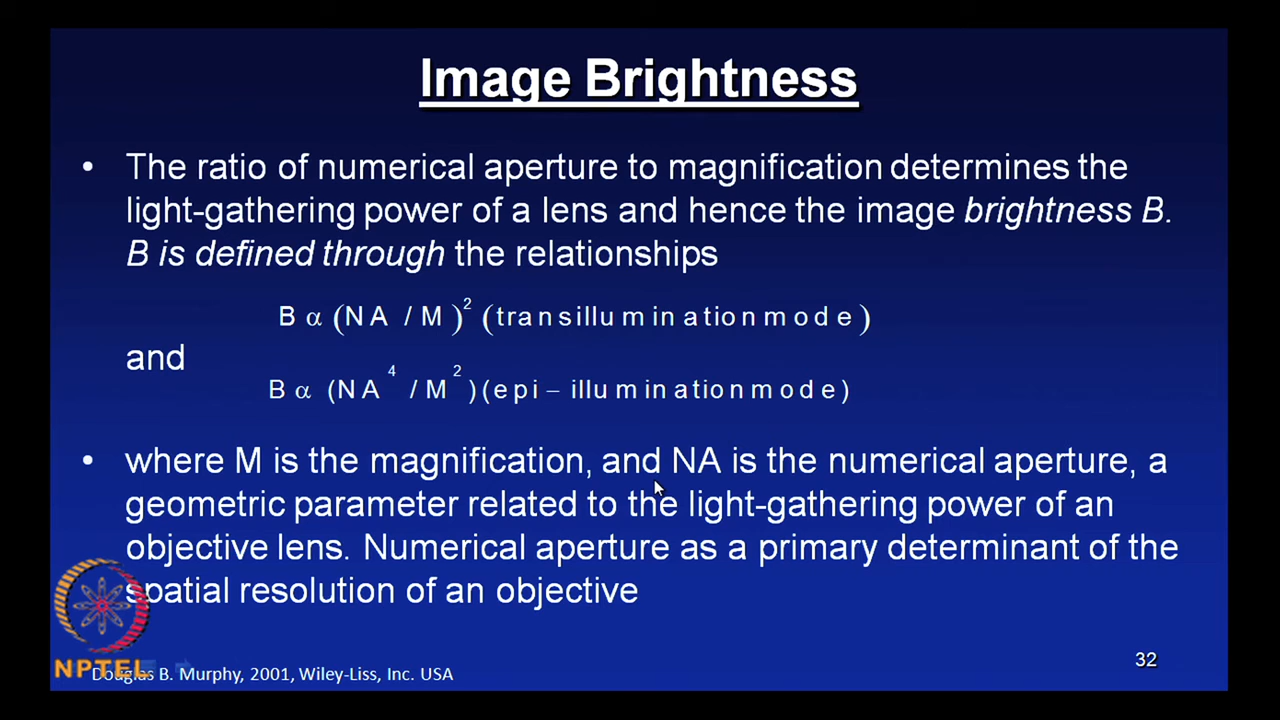 Image Brightness
• The ratio of numerical aperture to magnification determines the
light-gathering power of a lens and hence the image brightness B.
B is defined through the relationships
B α (NA / M)² (transillumination mode)
and
B α (NA⁴ / M²)(epi – illumination mode)
• where M is the magnification, and NA is the numerical aperture, a
geometric parameter related to the light-gathering power of an
objective lens. Numerical aperture as a primary determinant of the
spatial resolution of an objective
NPTEL
Douglas B. Murphy, 2001, Wiley-Liss, Inc. USA
32